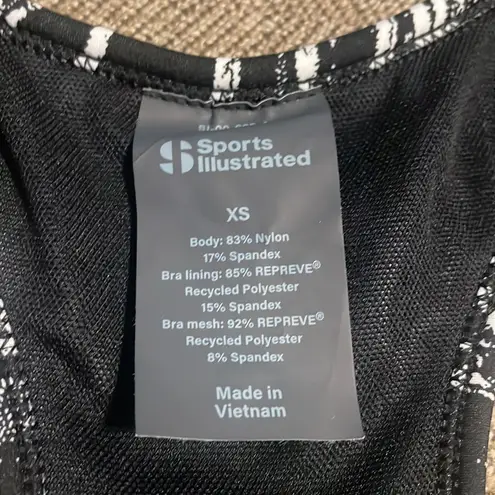 Sports
Illustrated
XS
Body: 83% Nylon
17% Spandex
Bra lining: 85% REPREVE®
Recycled Polyester
15% Spandex
Bra mesh: 92% REPREVE®
Recycled Polyester
8% Spandex
Made in
Vietnam